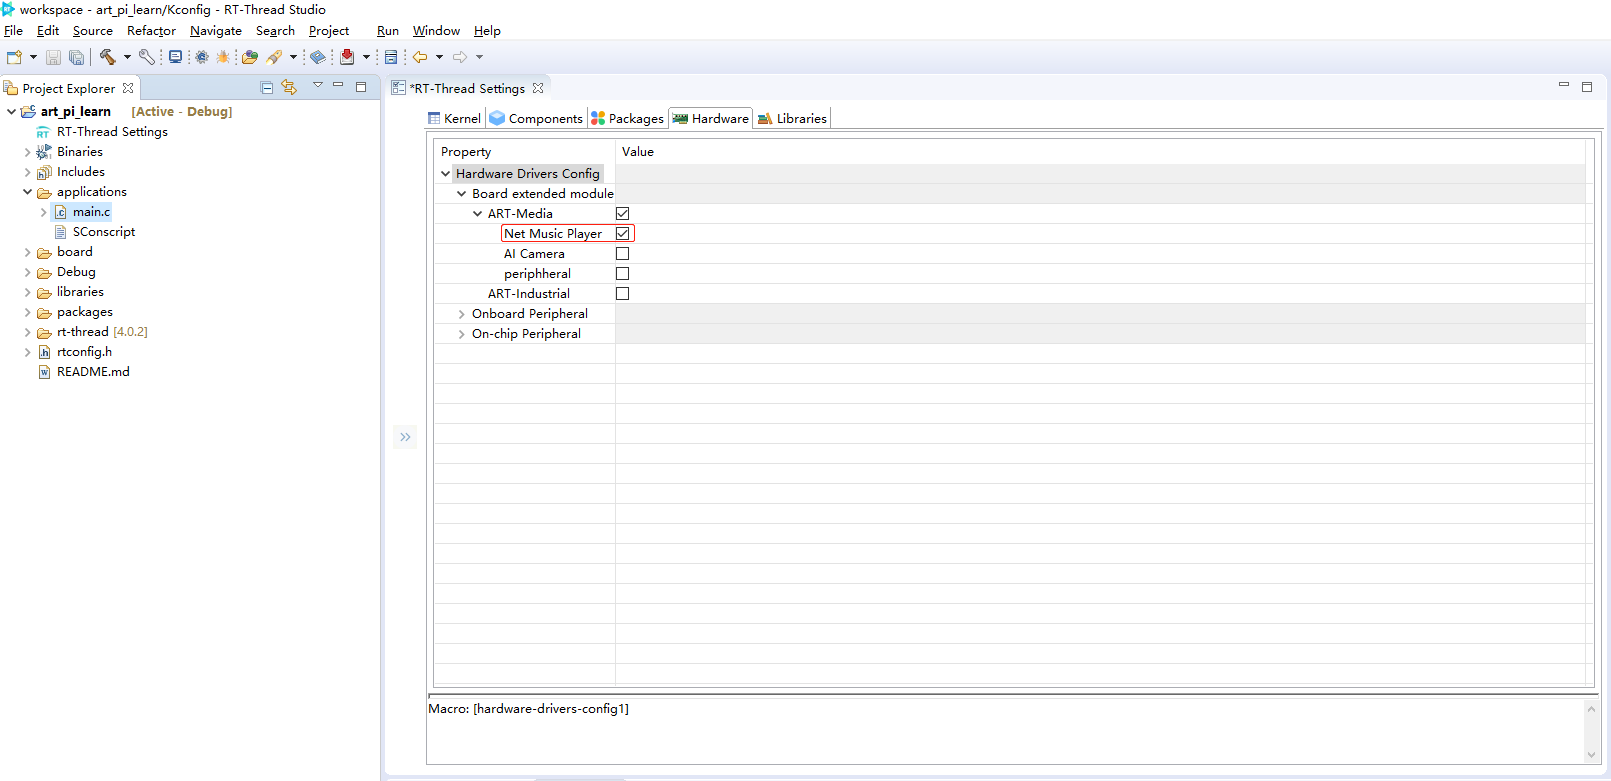 workspace - art_pi_learn/Kconfig - RT-Thread Studio
File Edit Source Refactor Navigate Search Project Run Window Help
Project Explorer
art_pi_learn [Active - Debug]
RT-Thread Settings
Binaries
Includes
applications
main.c
SConscript
board
Debug
libraries
packages
rt-thread [4.0.2]
rtconfig.h
README.md
*RT-Thread Settings
Kernel Components Packages Hardware Libraries
Property Value
Hardware Drivers Config
Board extended module
ART-Media
Net Music Player
AI Camera
periphheral
ART-Industrial
Onboard Peripheral
On-chip Peripheral
Macro: [hardware-drivers-config1]